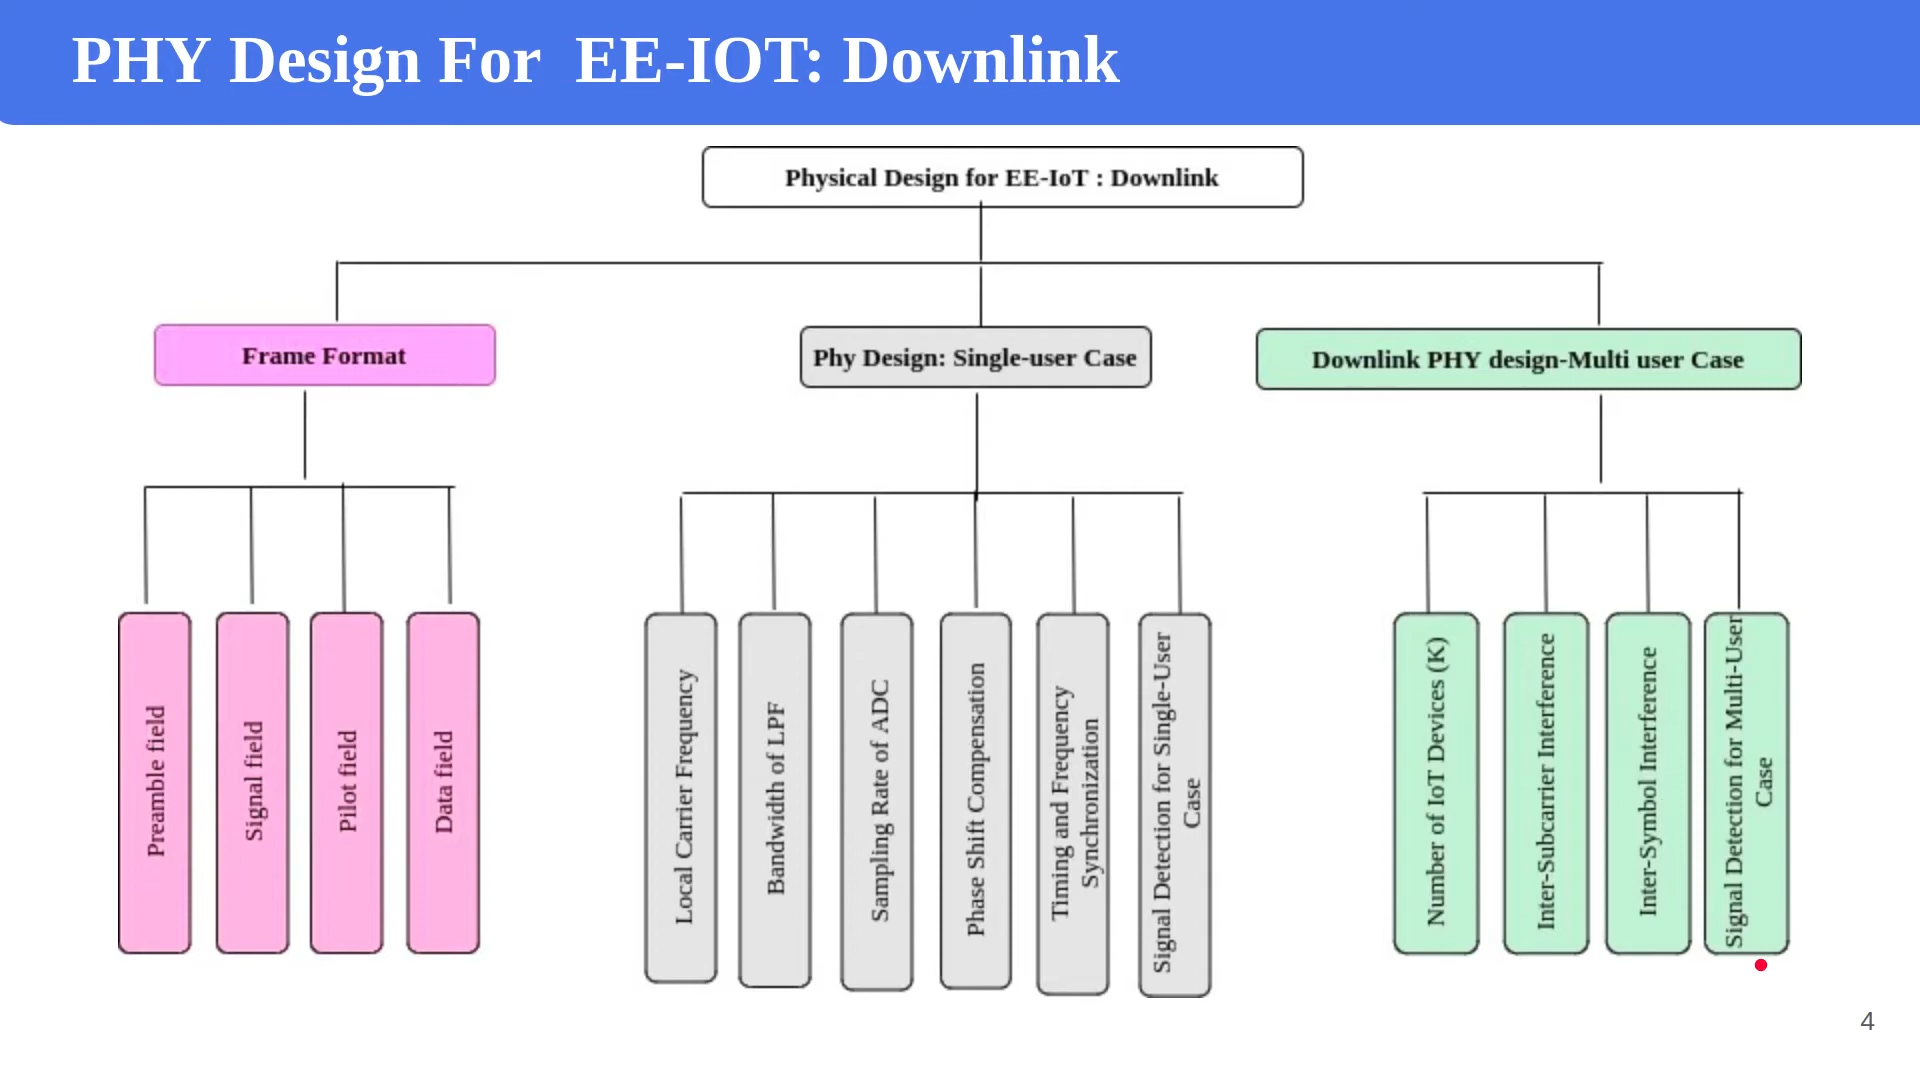 PHY Design For  EE-IOT: Downlink
Physical Design for EE-IoT : Downlink
Frame Format
Phy Design: Single-user Case
Downlink PHY design-Multi user Case
Preamble field
Signal field
Pilot field
Data field
Local Carrier Frequency
Bandwidth of LPF
Sampling Rate of ADC
Phase Shift Compensation
Timing and Frequency
Synchronization
Signal Detection for Single-User
Case
Number of IoT Devices (K)
Inter-Subcarrier Interference
Inter-Symbol Interference
Signal Detection for Multi-User
Case
4